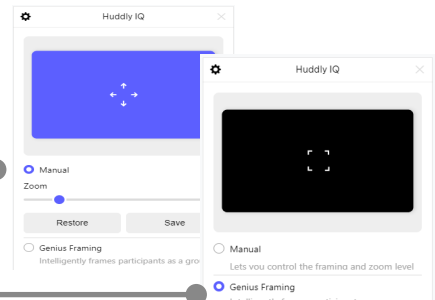 Huddly IQ
Manual
Zoom
Restore Save
Genius Framing
Intelligently frames participants as a gro
Huddly IQ
Manual
Lets you control the framing and zoom level
Genius Framing